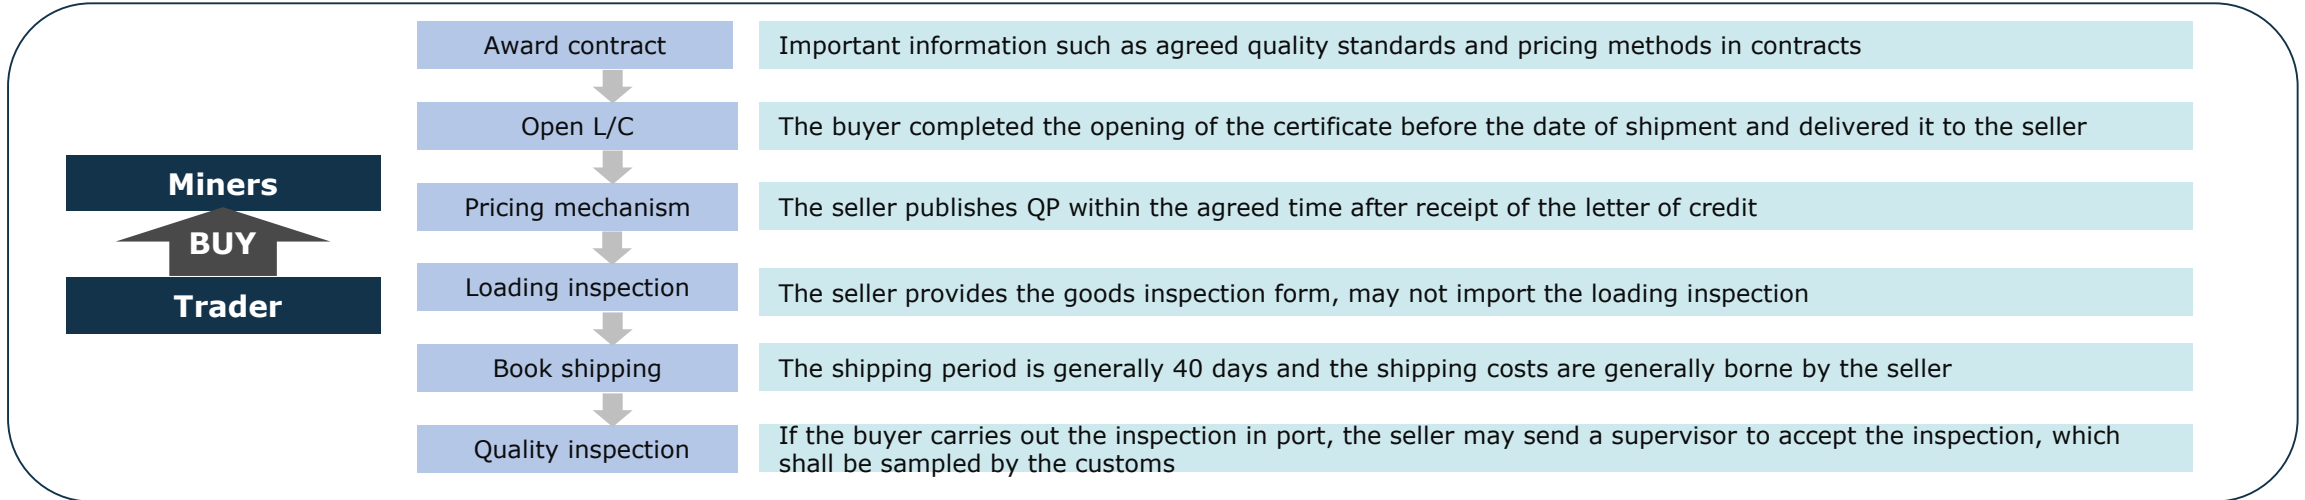 Award contract
Important information such as agreed quality standards and pricing methods in contracts
Open L/C
The buyer completed the opening of the certificate before the date of shipment and delivered it to the seller
Miners
Pricing mechanism
The seller publishes QP within the agreed time after receipt of the letter of credit
BUY
Loading inspection
The seller provides the goods inspection form, may not import the loading inspection
Trader
Book shipping
The shipping period is generally 40 days and the shipping costs are generally borne by the seller
Quality inspection
If the buyer carries out the inspection in port, the seller may send a supervisor to accept the inspection, which
shall be sampled by the customs